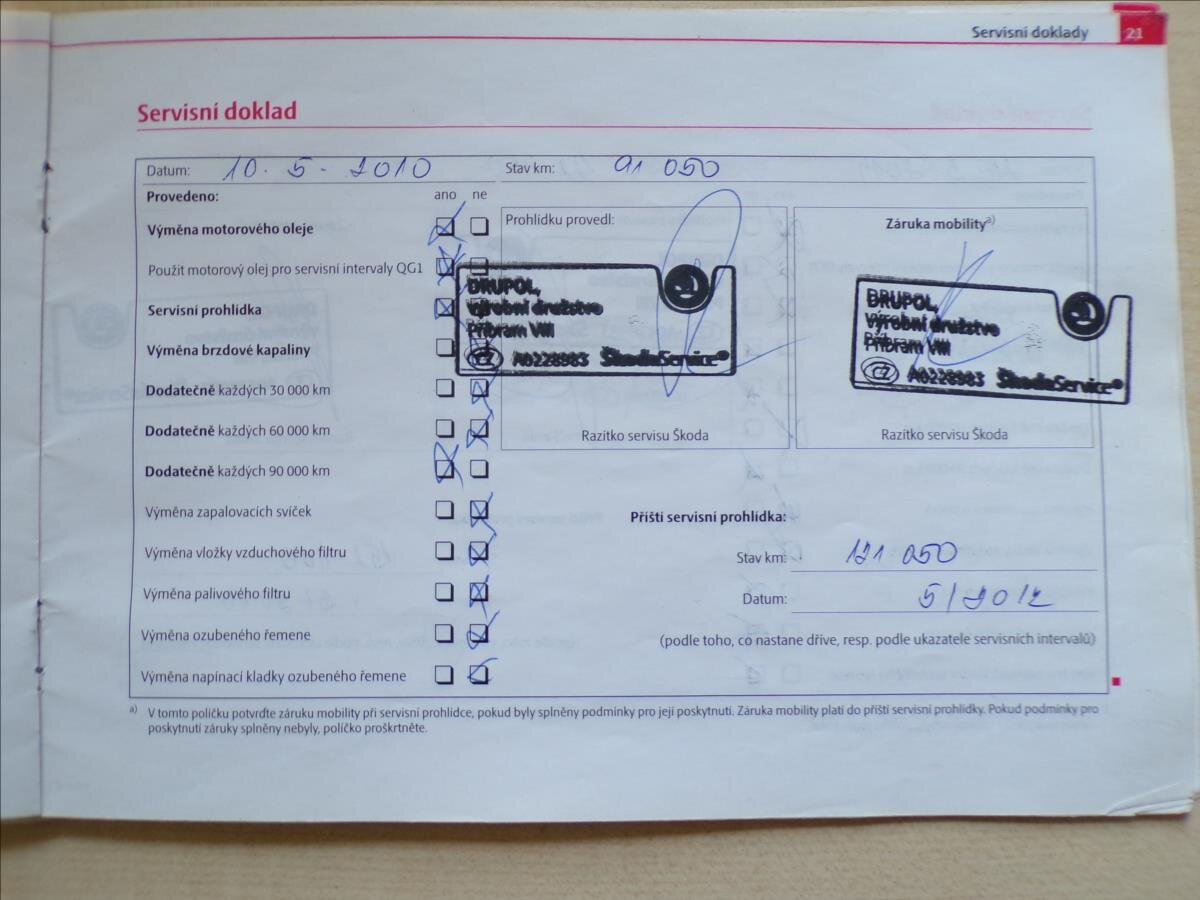 Servisní doklady 21
Servisní doklad
Datum: 10. 5. 2010 Stav km: 91 050
Provedeno: ano ne
Prohlídku provedl: Záruka mobility a)
Výměna motorového oleje
Použit motorový olej pro servisní intervaly QG1
Servisní prohlídka
Výměna brzdové kapaliny
Dodatečně každých 30 000 km
Dodatečně každých 60 000 km
Dodatečně každých 90 000 km
Výměna zapalovacích svíček
Výměna vložky vzduchového filtru
Výměna palivového filtru
Výměna ozubeného řemene
Výměna napínací kladky ozubeného řemene
DRUPOL,
výrobní družstvo
Příbram VIII
CZ A0228983 ŠkodaService®
Razítko servisu Škoda
DRUPOL,
výrobní družstvo
Příbram VIII
CZ A0228983 ŠkodaService®
Razítko servisu Škoda
Příští servisní prohlídka:
Stav km: 121 050
Datum: 5/2012
(podle toho, co nastane dříve, resp. podle ukazatele servisních intervalů)
a) V tomto políčku potvrďte záruku mobility při servisní prohlídce, pokud byly splněny podmínky pro její poskytnutí. Záruka mobility platí do příští servisní prohlídky. Pokud podmínky pro
poskytnutí záruky splněny nebyly, políčko proškrtněte.